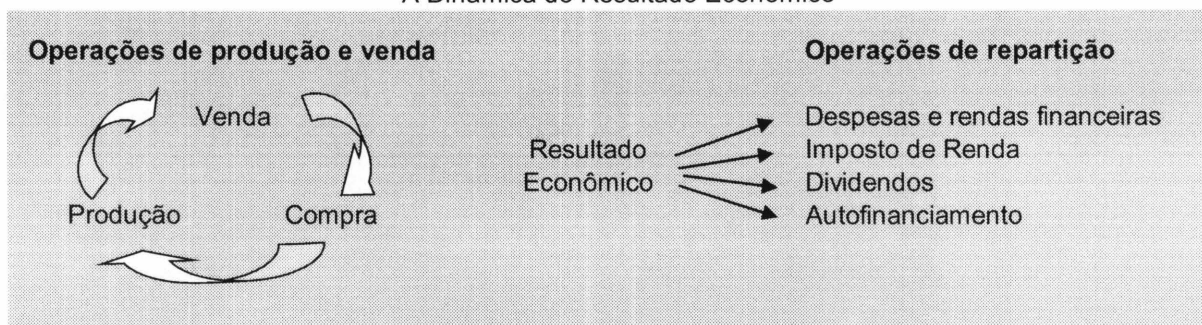 A Dinâmica do Resultado Econômico
Operações de produção e venda
Venda
Produção
Compra
Resultado
Econômico
Operações de repartição
Despesas e rendas financeiras
Imposto de Renda
Dividendos
Autofinanciamento